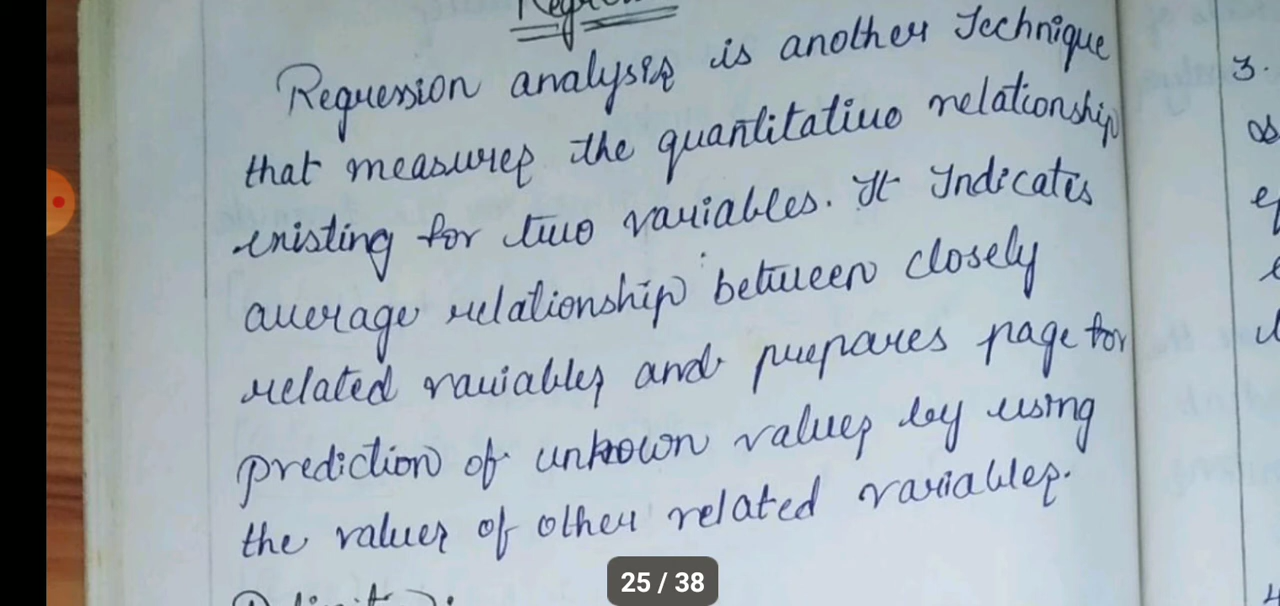 Regression analysis is another Technique
that measures the quantitative relationship
existing for two variables. It Indicates
average relationship between closely
related variables and prepares page for
prediction of unkown values by using
the values of other related variables.
25 / 38
3.